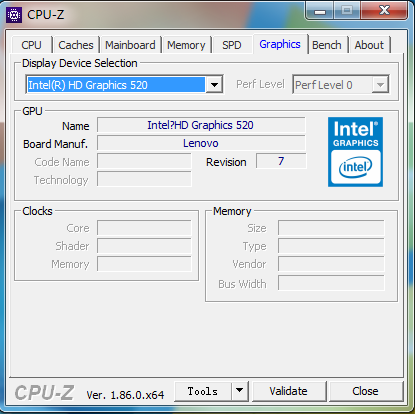 CPU-Z
CPU Caches Mainboard Memory SPD Graphics Bench About
Display Device Selection
Intel(R) HD Graphics 520 Perf Level Perf Level 0
GPU
Name Intel?HD Graphics 520
Board Manuf. Lenovo
Code Name Revision 7
Technology
Intel
GRAPHICS
intel
Clocks
Core
Shader
Memory
Memory
Size
Type
Vendor
Bus Width
CPU-Z Ver. 1.86.0.x64 Tools Validate Close